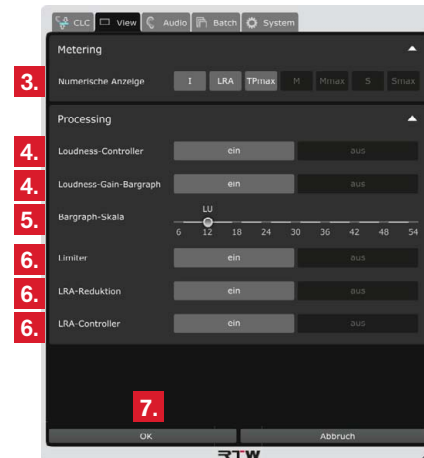 CLC View Audio Batch System
Metering
3. Numerische Anzeige I LRA TPmax M Mmax S Smax
Processing
4. Loudness-Controller ein aus
4. Loudness-Gain-Bargraph ein aus
5. Bargraph-Skala LU
6 12 18 24 30 36 42 48 54
6. Limiter ein aus
6. LRA-Reduktion ein aus
6. LRA-Controller ein aus
7.
OK Abbruch
RTW